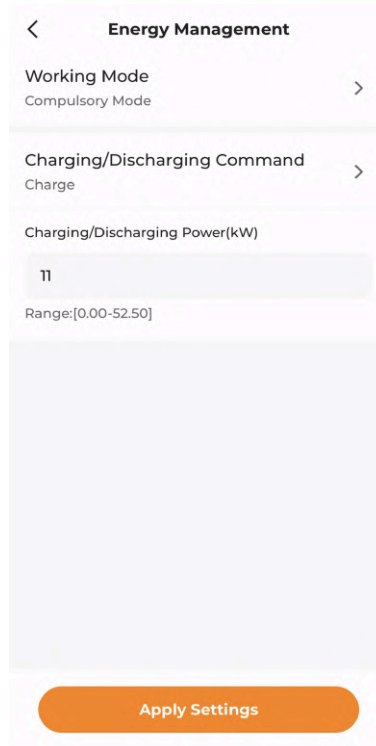 Energy Management
Working Mode
Compulsory Mode
Charging/Discharging Command
Charge
Charging/Discharging Power(kW)
11
Range:[0.00-52.50]
Apply Settings